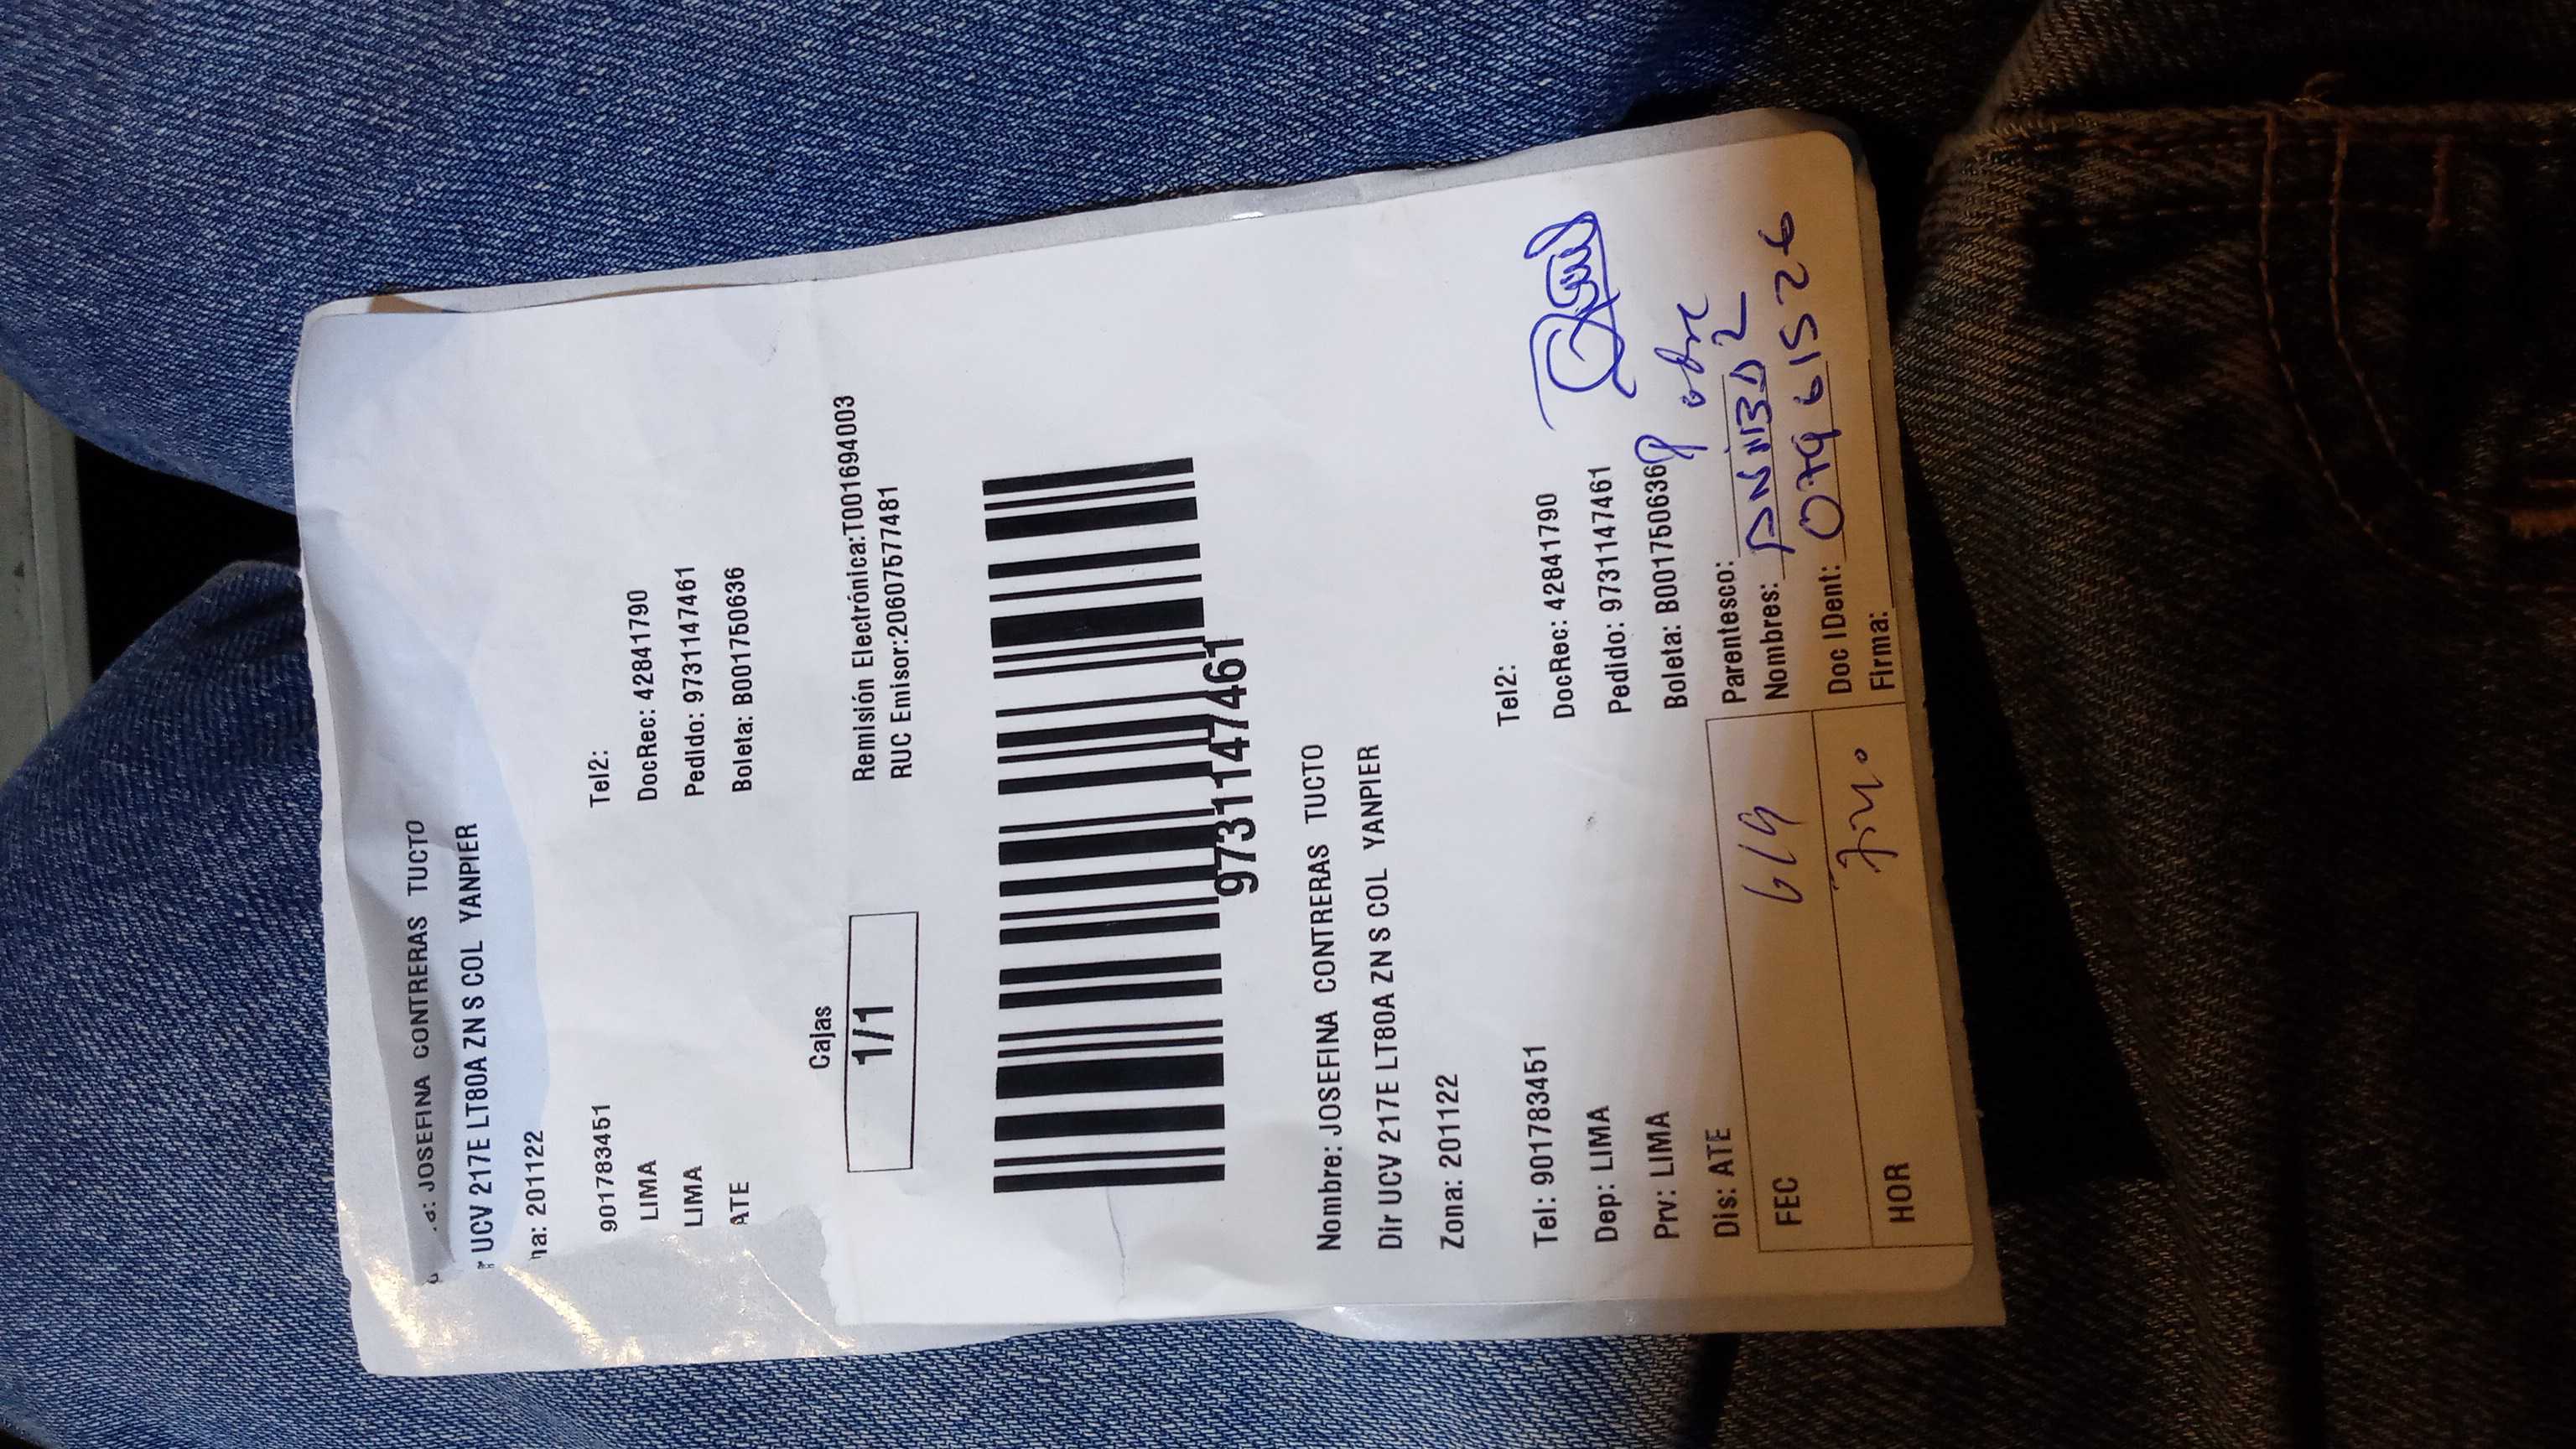 : JOSEFINA CONTRERAS TUCTO
UCV 217E LT80A ZN S COL YANPIER
na: 201122
901783451 Tel2:
LIMA DocRec: 42841790
LIMA Pedido: 9731147461
ATE Boleta: B001750636
Cajas
1/1
Remisión Electrónica:T001694003
RUC Emisor:20607577481
9731147461
Nombre: JOSEFINA CONTRERAS TUCTO
Dir UCV 217E LT80A ZN S COL YANPIER
Zona: 201122
Tel2:
Tel: 901783451 DocRec: 42841790
Dep: LIMA Pedido: 9731147461
Prv: LIMA Boleta: B001750636
Dis: ATE Parentesco:
FEC 6/9 Nombres:
Doc IDent: 07961526
HOR Firma: